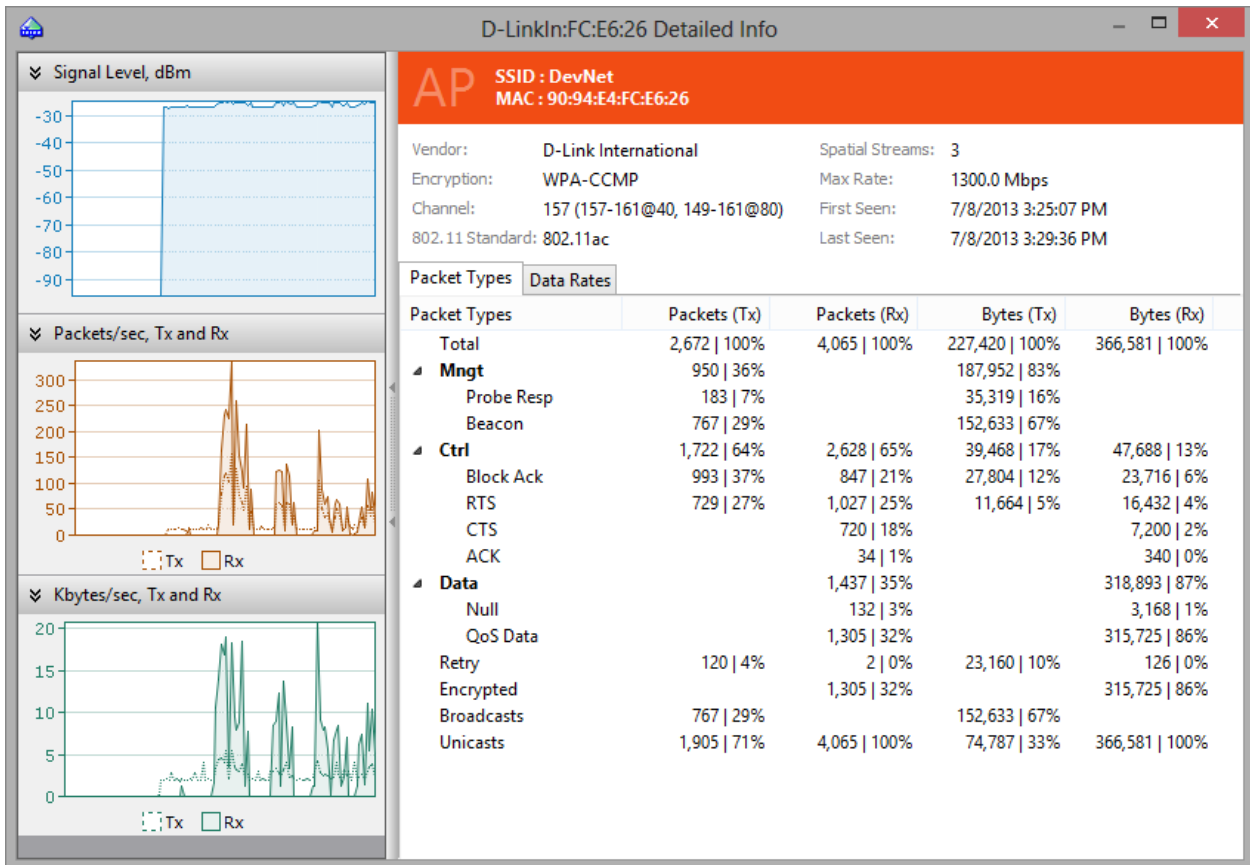 D-LinkIn:FC:E6:26 Detailed Info
Signal Level, dBm
-30
-40
-50
-60
-70
-80
-90
Packets/sec, Tx and Rx
300
250
200
150
100
50
0
Tx Rx
Kbytes/sec, Tx and Rx
20
15
10
5
0
Tx Rx
AP
SSID : DevNet
MAC : 90:94:E4:FC:E6:26
Vendor: D-Link International Spatial Streams: 3
Encryption: WPA-CCMP Max Rate: 1300.0 Mbps
Channel: 157 (157-161@40, 149-161@80) First Seen: 7/8/2013 3:25:07 PM
802.11 Standard: 802.11ac Last Seen: 7/8/2013 3:29:36 PM
Packet Types Data Rates
Packet Types Packets (Tx) Packets (Rx) Bytes (Tx) Bytes (Rx)
Total 2,672 | 100% 4,065 | 100% 227,420 | 100% 366,581 | 100%
Mngt 950 | 36% 187,952 | 83%
Probe Resp 183 | 7% 35,319 | 16%
Beacon 767 | 29% 152,633 | 67%
Ctrl 1,722 | 64% 2,628 | 65% 39,468 | 17% 47,688 | 13%
Block Ack 993 | 37% 847 | 21% 27,804 | 12% 23,716 | 6%
RTS 729 | 27% 1,027 | 25% 11,664 | 5% 16,432 | 4%
CTS 720 | 18% 7,200 | 2%
ACK 34 | 1% 340 | 0%
Data 1,437 | 35% 318,893 | 87%
Null 132 | 3% 3,168 | 1%
QoS Data 1,305 | 32% 315,725 | 86%
Retry 120 | 4% 2 | 0% 23,160 | 10% 126 | 0%
Encrypted 1,305 | 32% 315,725 | 86%
Broadcasts 767 | 29% 152,633 | 67%
Unicasts 1,905 | 71% 4,065 | 100% 74,787 | 33% 366,581 | 100%